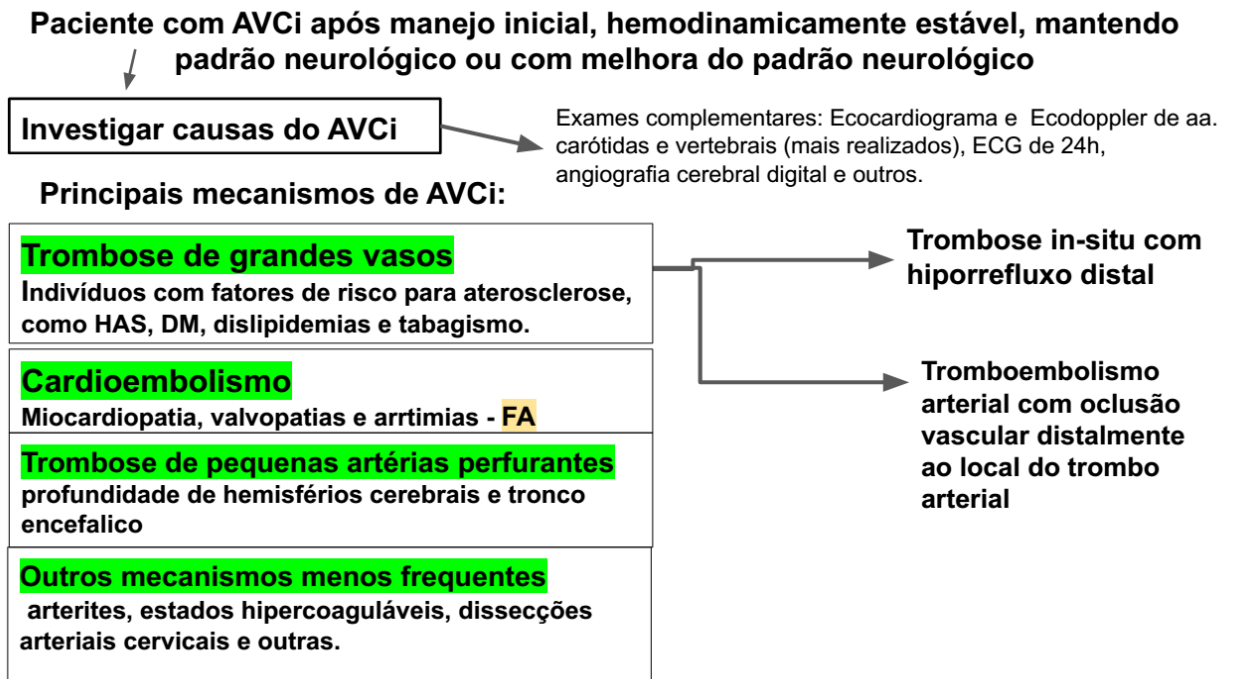 Paciente com AVCi após manejo inicial, hemodinamicamente estável, mantendo
padrão neurológico ou com melhora do padrão neurológico
Investigar causas do AVCi
Exames complementares: Ecocardiograma e Ecodoppler de aa.
carótidas e vertebrais (mais realizados), ECG de 24h,
angiografia cerebral digital e outros.
Principais mecanismos de AVCi:
Trombose de grandes vasos
Indivíduos com fatores de risco para aterosclerose,
como HAS, DM, dislipidemias e tabagismo.
Trombose in-situ com
hiporrefluxo distal
Cardioembolismo
Miocardiopatia, valvopatias e arrtimias - FA
Tromboembolismo
arterial com oclusão
vascular distalmente
ao local do trombo
arterial
Trombose de pequenas artérias perfurantes
profundidade de hemisférios cerebrais e tronco
encefalico
Outros mecanismos menos frequentes
arterites, estados hipercoaguláveis, dissecções
arteriais cervicais e outras.